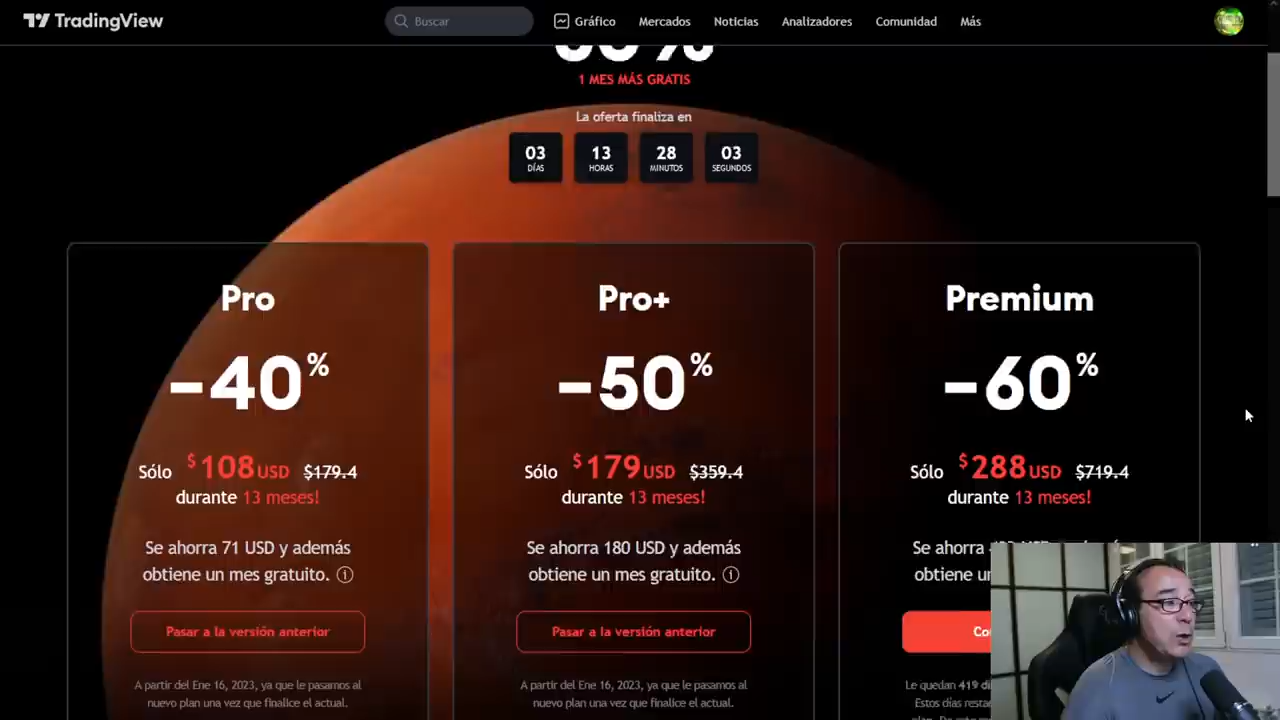 TradingView
Buscar
Gráfico
Mercados
Noticias
Analizadores
Comunidad
Más
1 MES MÁS GRATIS
La oferta finaliza en
03 13 28 03
DÍAS HORAS MINUTOS SEGUNDOS
Pro
-40%
Sólo $108 USD $179.4
durante 13 meses!
Se ahorra 71 USD y además
obtiene un mes gratuito.
Pasar a la versión anterior
A partir del Ene 16, 2023, ya que le pasamos al
nuevo plan una vez que finalice el actual.
Pro+
-50%
Sólo $179 USD $359.4
durante 13 meses!
Se ahorra 180 USD y además
obtiene un mes gratuito.
Pasar a la versión anterior
A partir del Ene 16, 2023, ya que le pasamos al
nuevo plan una vez que finalice el actual.
Premium
-60%
Sólo $288 USD $719.4
durante 13 meses!
Se ahorra
obtiene un
Le quedan 419
Estos días